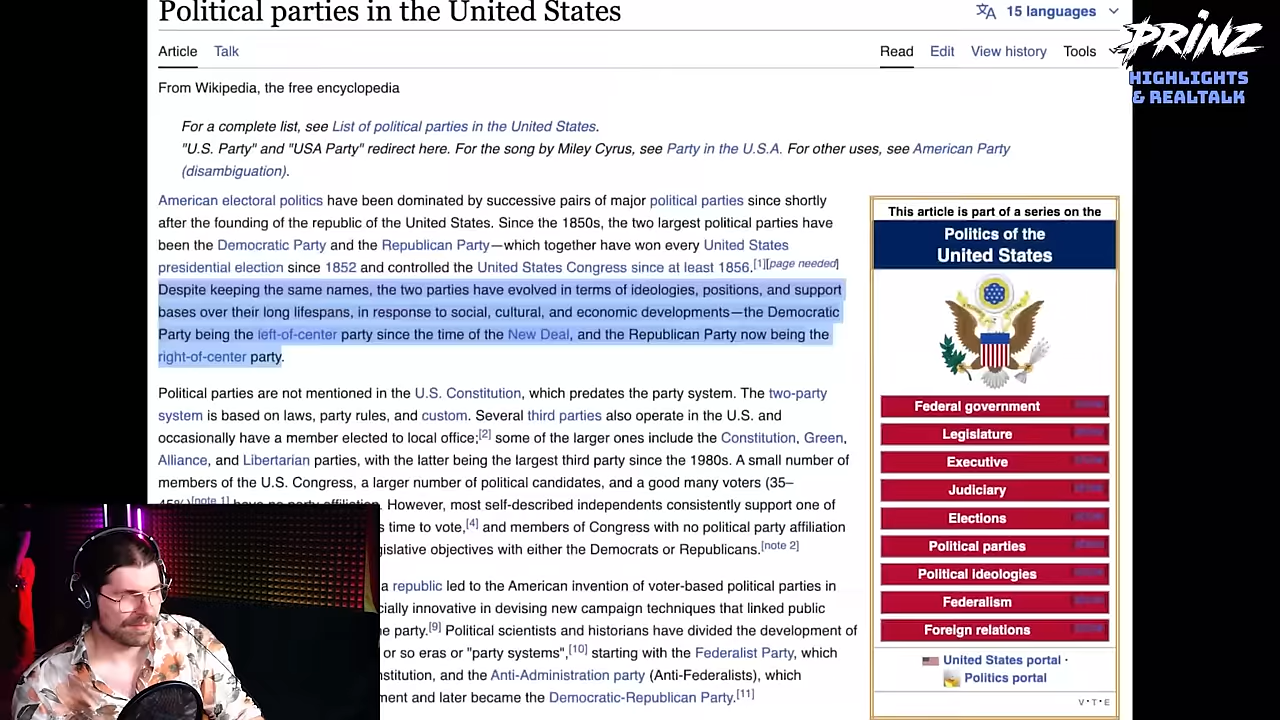 Political parties in the United States
15 languages
Article Talk
Read Edit View history Tools
PRINZ
HIGHLIGHTS
& REALTALK
From Wikipedia, the free encyclopedia
For a complete list, see List of political parties in the United States.
"U.S. Party" and "USA Party" redirect here. For the song by Miley Cyrus, see Party in the U.S.A. For other uses, see American Party
(disambiguation).
American electoral politics have been dominated by successive pairs of major political parties since shortly
after the founding of the republic of the United States. Since the 1850s, the two largest political parties have
been the Democratic Party and the Republican Party—which together have won every United States
presidential election since 1852 and controlled the United States Congress since at least 1856.[1][page needed]
Despite keeping the same names, the two parties have evolved in terms of ideologies, positions, and support
bases over their long lifespans, in response to social, cultural, and economic developments—the Democratic
Party being the left-of-center party since the time of the New Deal, and the Republican Party now being the
right-of-center party.
Political parties are not mentioned in the U.S. Constitution, which predates the party system. The two-party
system is based on laws, party rules, and custom. Several third parties also operate in the U.S. and
occasionally have a member elected to local office;[2] some of the larger ones include the Constitution, Green,
Alliance, and Libertarian parties, with the latter being the largest third party since the 1980s. A small number of
members of the U.S. Congress, a larger number of political candidates, and a good many voters (35–
45%)[note 1] have no party affiliation. However, most self-described independents consistently support one of
s time to vote,[4] and members of Congress with no political party affiliation
gislative objectives with either the Democrats or Republicans.[note 2]
a republic led to the American invention of voter-based political parties in
cially innovative in devising new campaign techniques that linked public
e party.[9] Political scientists and historians have divided the development of
or so eras or "party systems",[10] starting with the Federalist Party, which
nstitution, and the Anti-Administration party (Anti-Federalists), which
ment and later became the Democratic-Republican Party.[11]
This article is part of a series on the
Politics of the
United States
Federal government
Legislature
Executive
Judiciary
Elections
Political parties
Political ideologies
Federalism
Foreign relations
United States portal ·
Politics portal
V·T·E